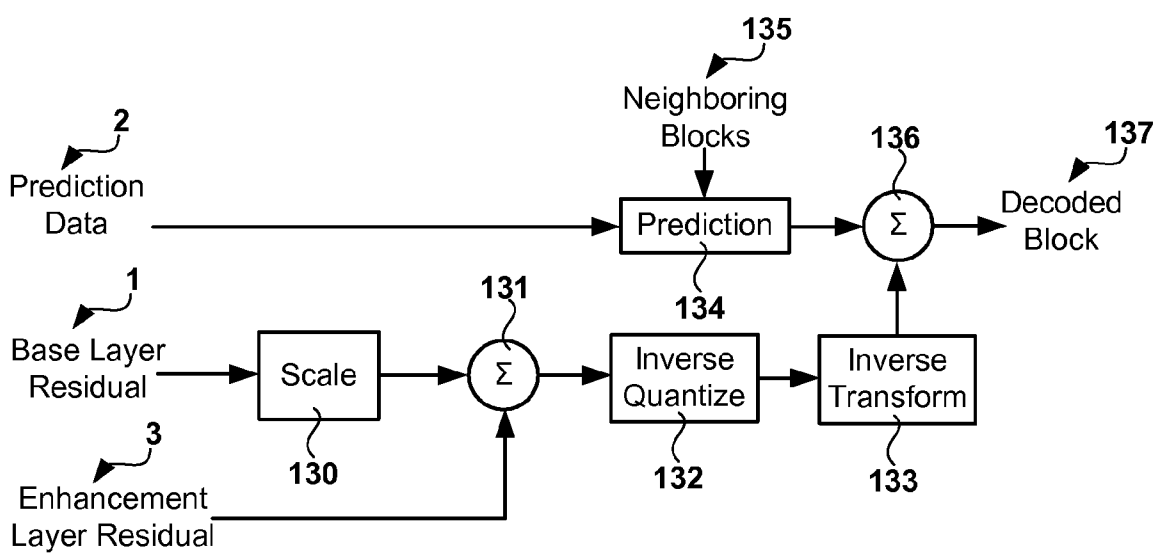 135
Neighboring
Blocks
2
Prediction
Data
136
137
Decoded
Block
Prediction
Σ
134
1
Base Layer
Residual
131
Scale
Σ
Inverse
Quantize
Inverse
Transform
130
132
133
3
Enhancement
Layer Residual